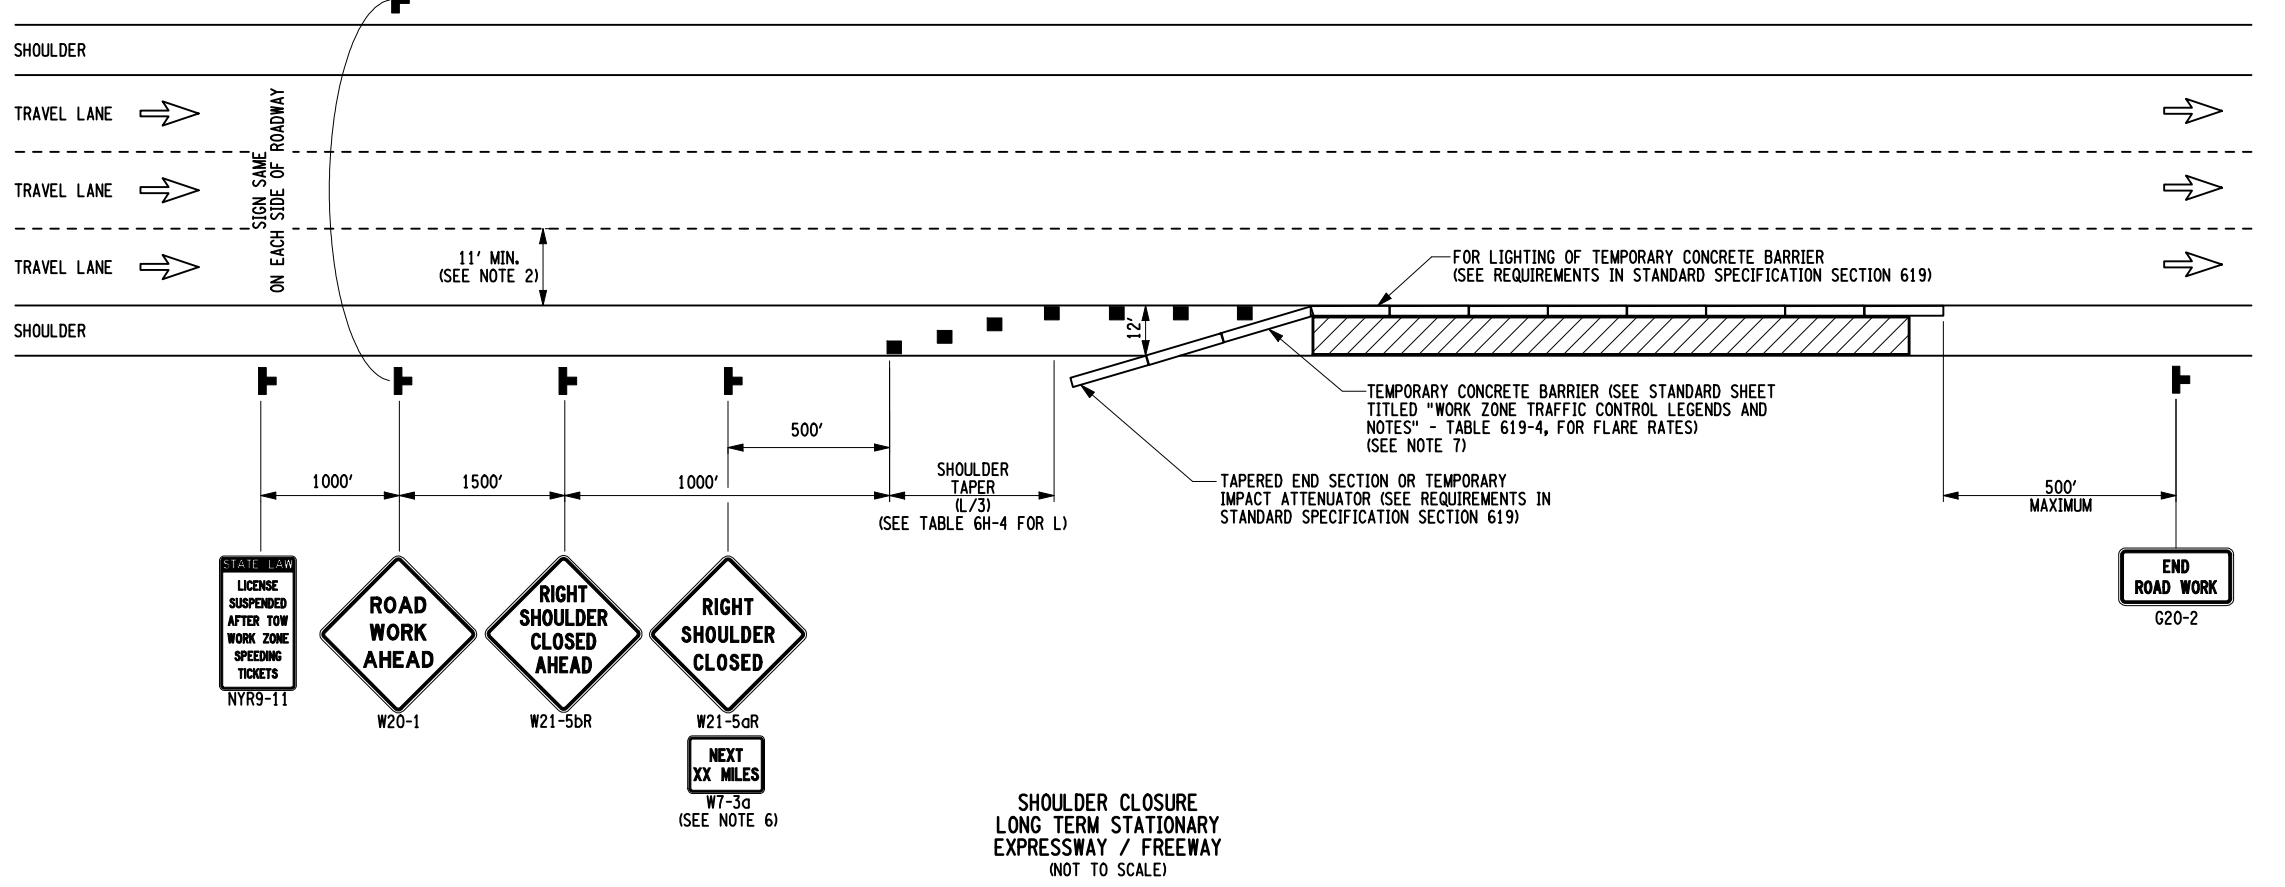 SHOULDER
TRAVEL LANE
TRAVEL LANE
TRAVEL LANE
SHOULDER
SIGN SAME
ON EACH SIDE OF ROADWAY
11' MIN.
(SEE NOTE 2)
12'
FOR LIGHTING OF TEMPORARY CONCRETE BARRIER
(SEE REQUIREMENTS IN STANDARD SPECIFICATION SECTION 619)
TEMPORARY CONCRETE BARRIER (SEE STANDARD SHEET
TITLED "WORK ZONE TRAFFIC CONTROL LEGENDS AND
NOTES" - TABLE 619-4, FOR FLARE RATES)
(SEE NOTE 7)
TAPERED END SECTION OR TEMPORARY
IMPACT ATTENUATOR (SEE REQUIREMENTS IN
STANDARD SPECIFICATION SECTION 619)
500'
1000'
1500'
1000'
SHOULDER
TAPER
(L/3)
(SEE TABLE 6H-4 FOR L)
500'
MAXIMUM
STATE LAW
LICENSE
SUSPENDED
AFTER TOW
WORK ZONE
SPEEDING
TICKETS
NYR9-11
ROAD
WORK
AHEAD
W20-1
RIGHT
SHOULDER
CLOSED
AHEAD
W21-5bR
RIGHT
SHOULDER
CLOSED
W21-5aR
NEXT
XX MILES
W7-3a
(SEE NOTE 6)
END
ROAD WORK
G20-2
SHOULDER CLOSURE
LONG TERM STATIONARY
EXPRESSWAY / FREEWAY
(NOT TO SCALE)